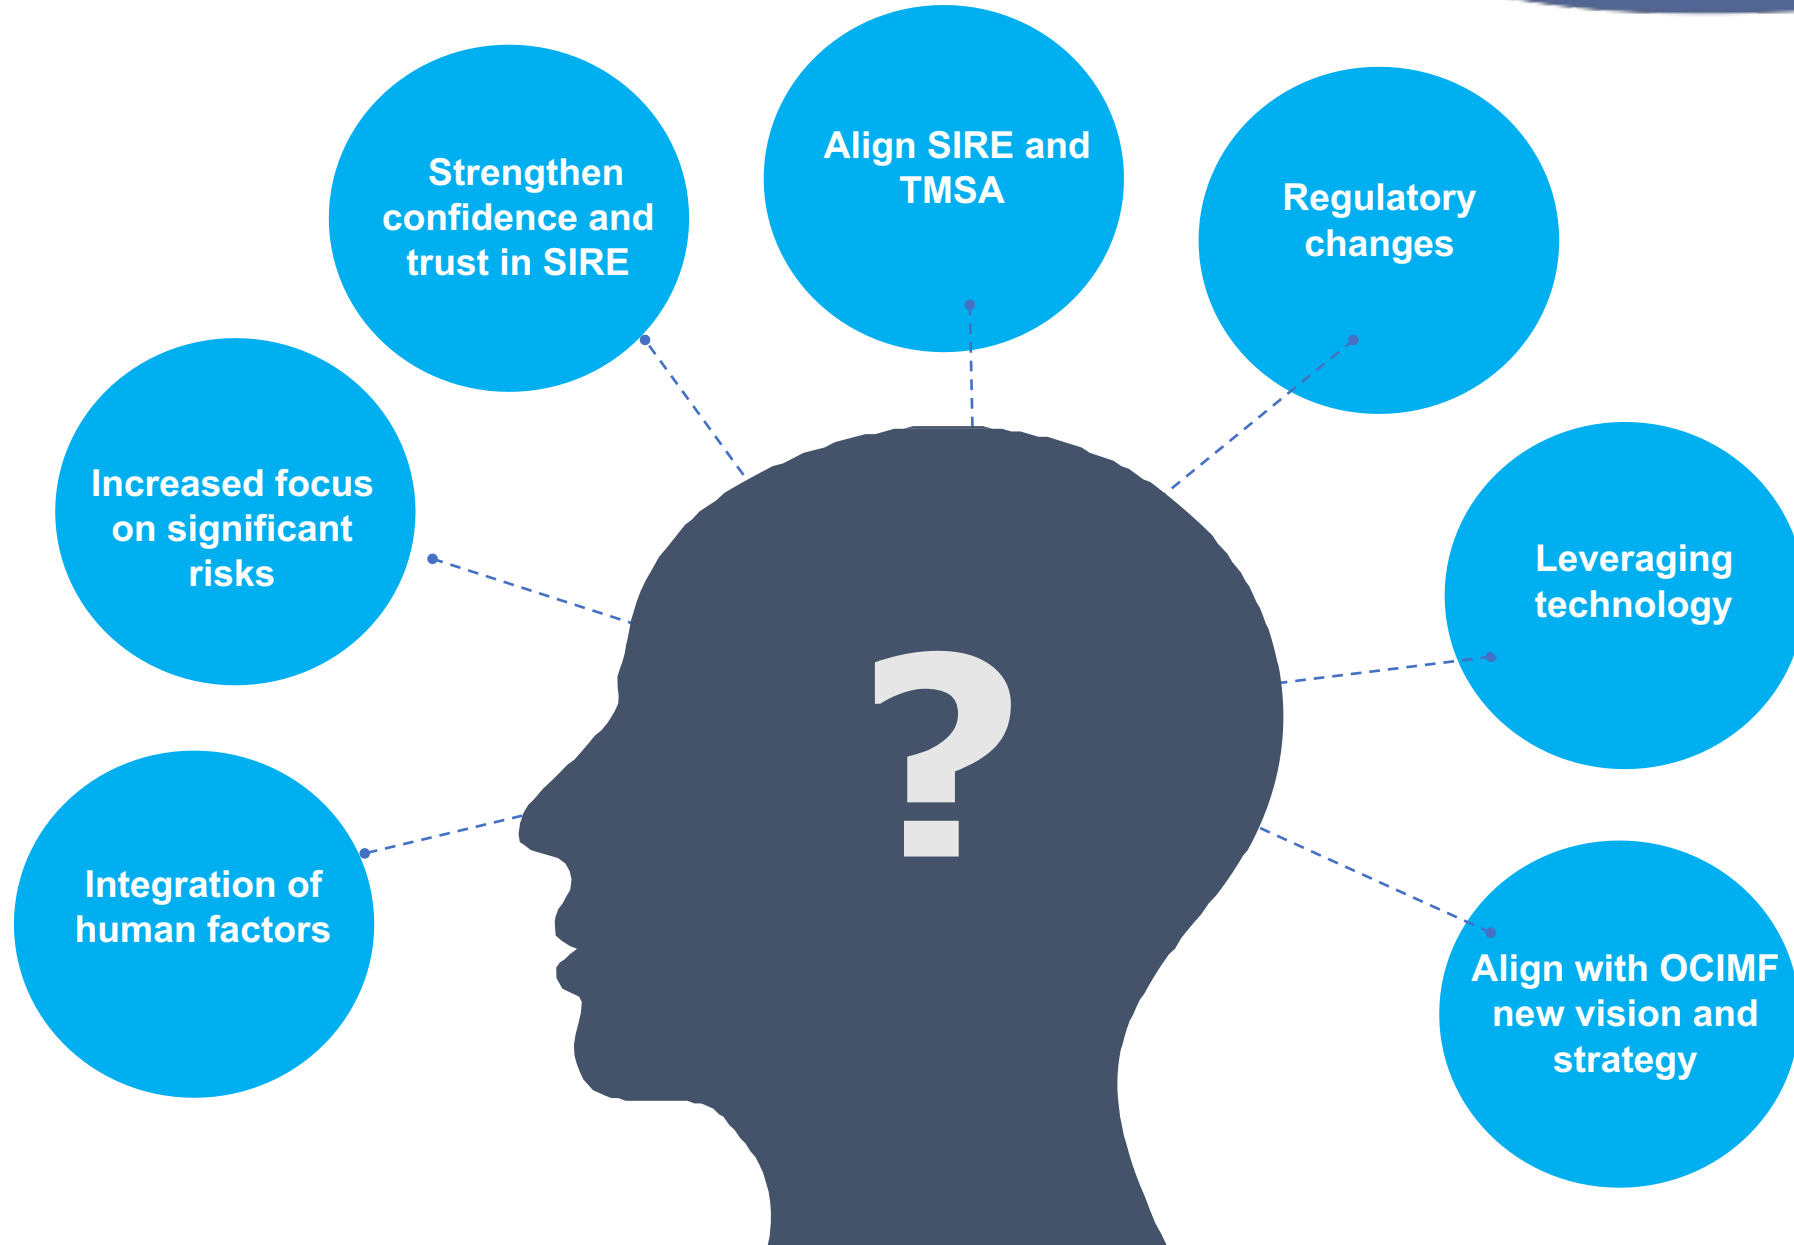 Strengthen
confidence and
trust in SIRE
Align SIRE and
TMSA
Regulatory
changes
Increased focus
on significant
risks
Leveraging
technology
?
Integration of
human factors
Align with OCIMF
new vision and
strategy